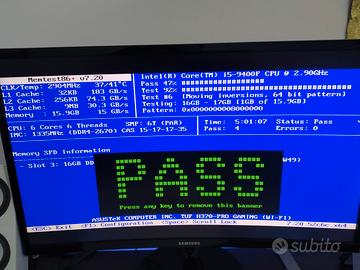 Memtest86+ v7.20
Intel(R) Core(TM) i5-9400F CPU @ 2.90GHz
CLK/Temp: 2904MHz 37/41°C
Pass 47%
L1 Cache: 32KB 183 GB/s
Test 92%
L2 Cache: 256KB 74.3 GB/s
Test #6 [Moving inversions, 64 bit pattern]
L3 Cache: 9MB 30.3 GB/s
Testing: 16GB - 17GB [1GB of 15.9GB]
Memory : 15.9GB 15 GB/s
Pattern: 0x0000000008000000
CPU: 6 Cores 6 Threads SMP: 6T (PAR)
Time: 5:01:07 Status: Pass
IMC: 1335MHz (DDR4-2670) CAS 15-17-17-35
Pass: 4 Errors: 0
Memory SPD Information
- Slot 3: 16GB
W49)
PASS
Press any key to remove this banner
ASUSTeK COMPUTER INC. TUF H370-PRO GAMING (WI-FI)
<ESC> Exit <F1> Configuration <Space> Scroll Lock
7.20.52c6c.x64
SAMSUNG
subito